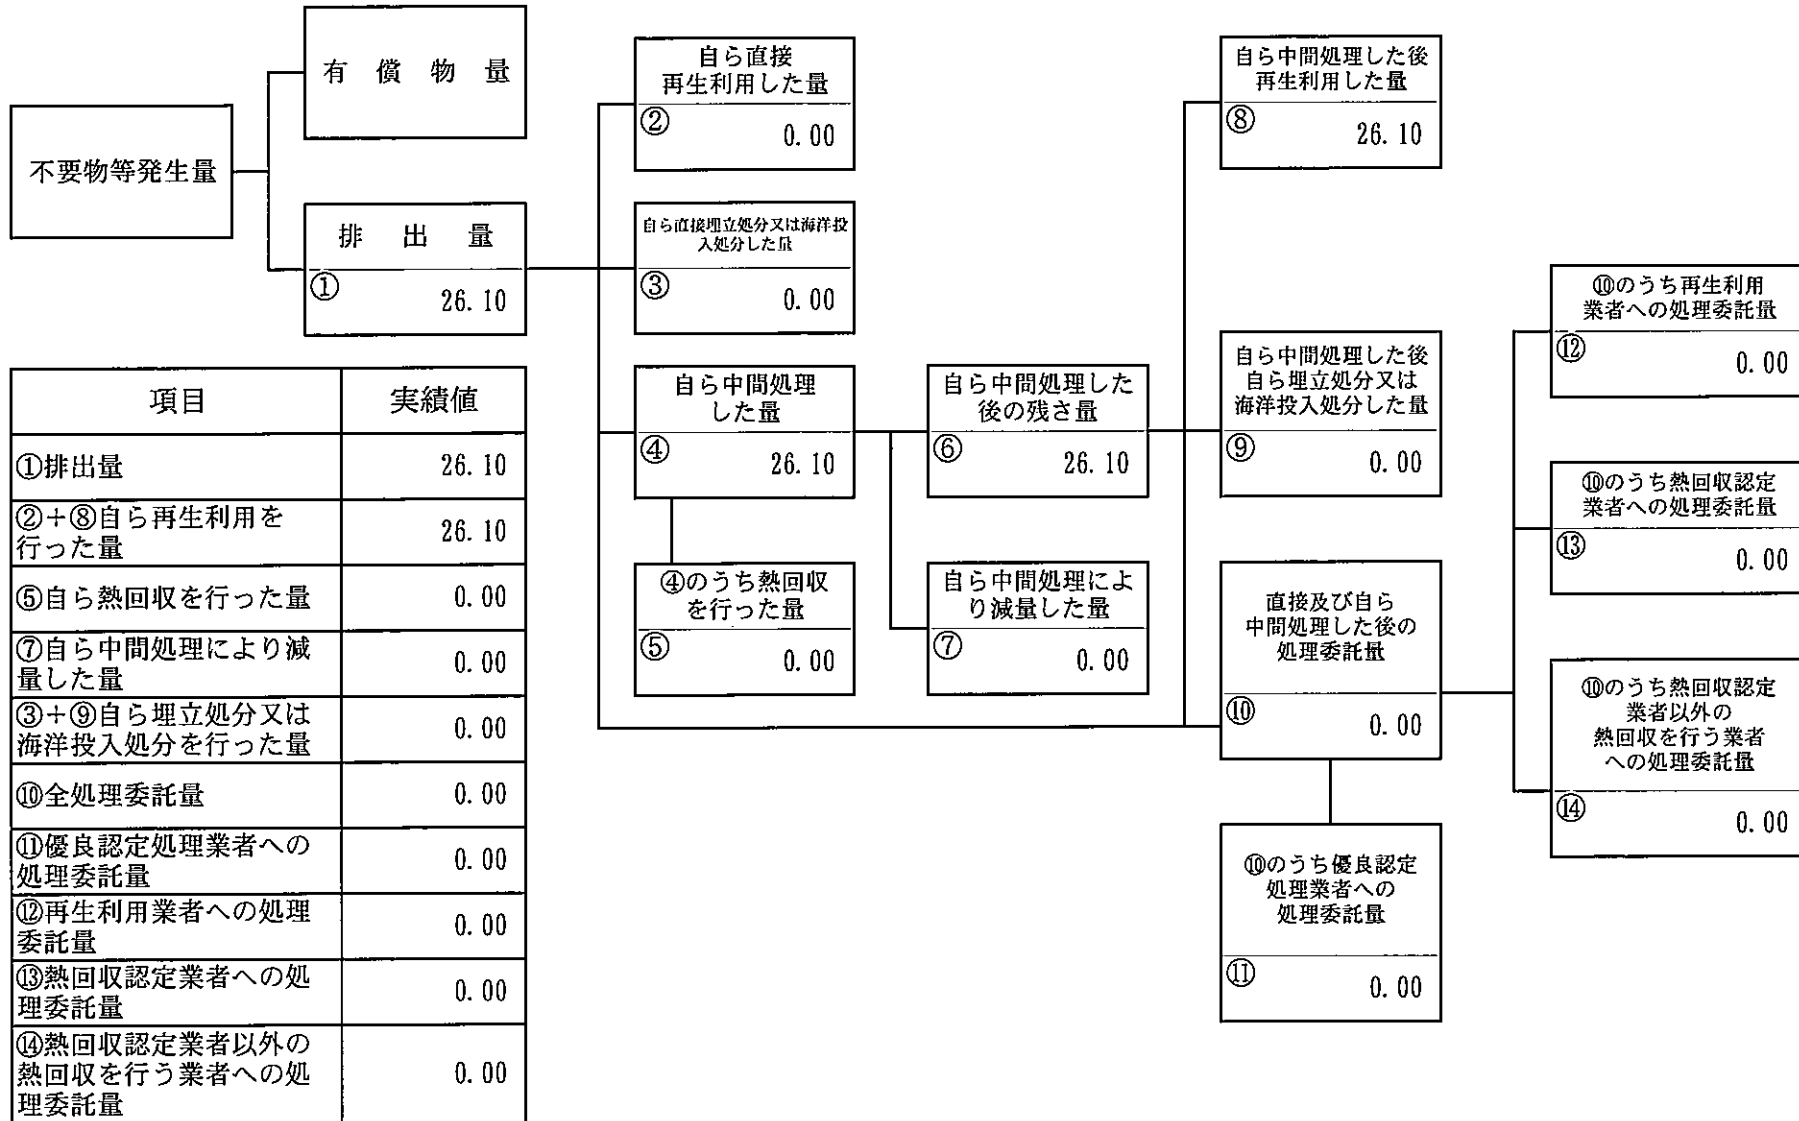 不要物等発生量
有償物量
排出量
①
26.10
自ら直接
再生利用した量
②
0.00
自ら直接埋立処分又は海洋投
入処分した量
③
0.00
自ら中間処理
した量
④
26.10
④のうち熱回収
を行った量
⑤
0.00
自ら中間処理した
後の残さ量
⑥
26.10
自ら中間処理によ
り減量した量
⑦
0.00
自ら中間処理した後
再生利用した量
⑧
26.10
自ら中間処理した後
自ら埋立処分又は
海洋投入処分した量
⑨
0.00
直接及び自ら
中間処理した後の
処理委託量
⑩
0.00
⑩のうち優良認定
処理業者への
処理委託量
⑪
0.00
⑩のうち再生利用
業者への処理委託量
⑫
0.00
⑩のうち熱回収認定
業者への処理委託量
⑬
0.00
⑩のうち熱回収認定
業者以外の
熱回収を行う業者
への処理委託量
⑭
0.00
項目 実績値
①排出量 26.10
②+⑧自ら再生利用を
行った量 26.10
⑤自ら熱回収を行った量 0.00
⑦自ら中間処理により減
量した量 0.00
③+⑨自ら埋立処分又は
海洋投入処分を行った量 0.00
⑩全処理委託量 0.00
⑪優良認定処理業者への
処理委託量 0.00
⑫再生利用業者への処理
委託量 0.00
⑬熱回収認定業者への処
理委託量 0.00
⑭熱回収認定業者以外の
熱回収を行う業者への処
理委託量 0.00